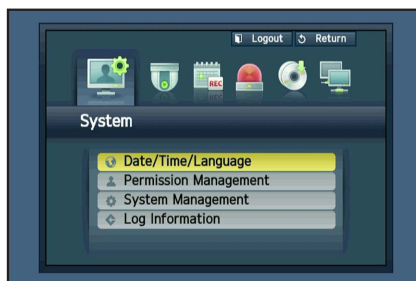 Logout Return
REC
System
Date/Time/Language
Permission Management
System Management
Log Information